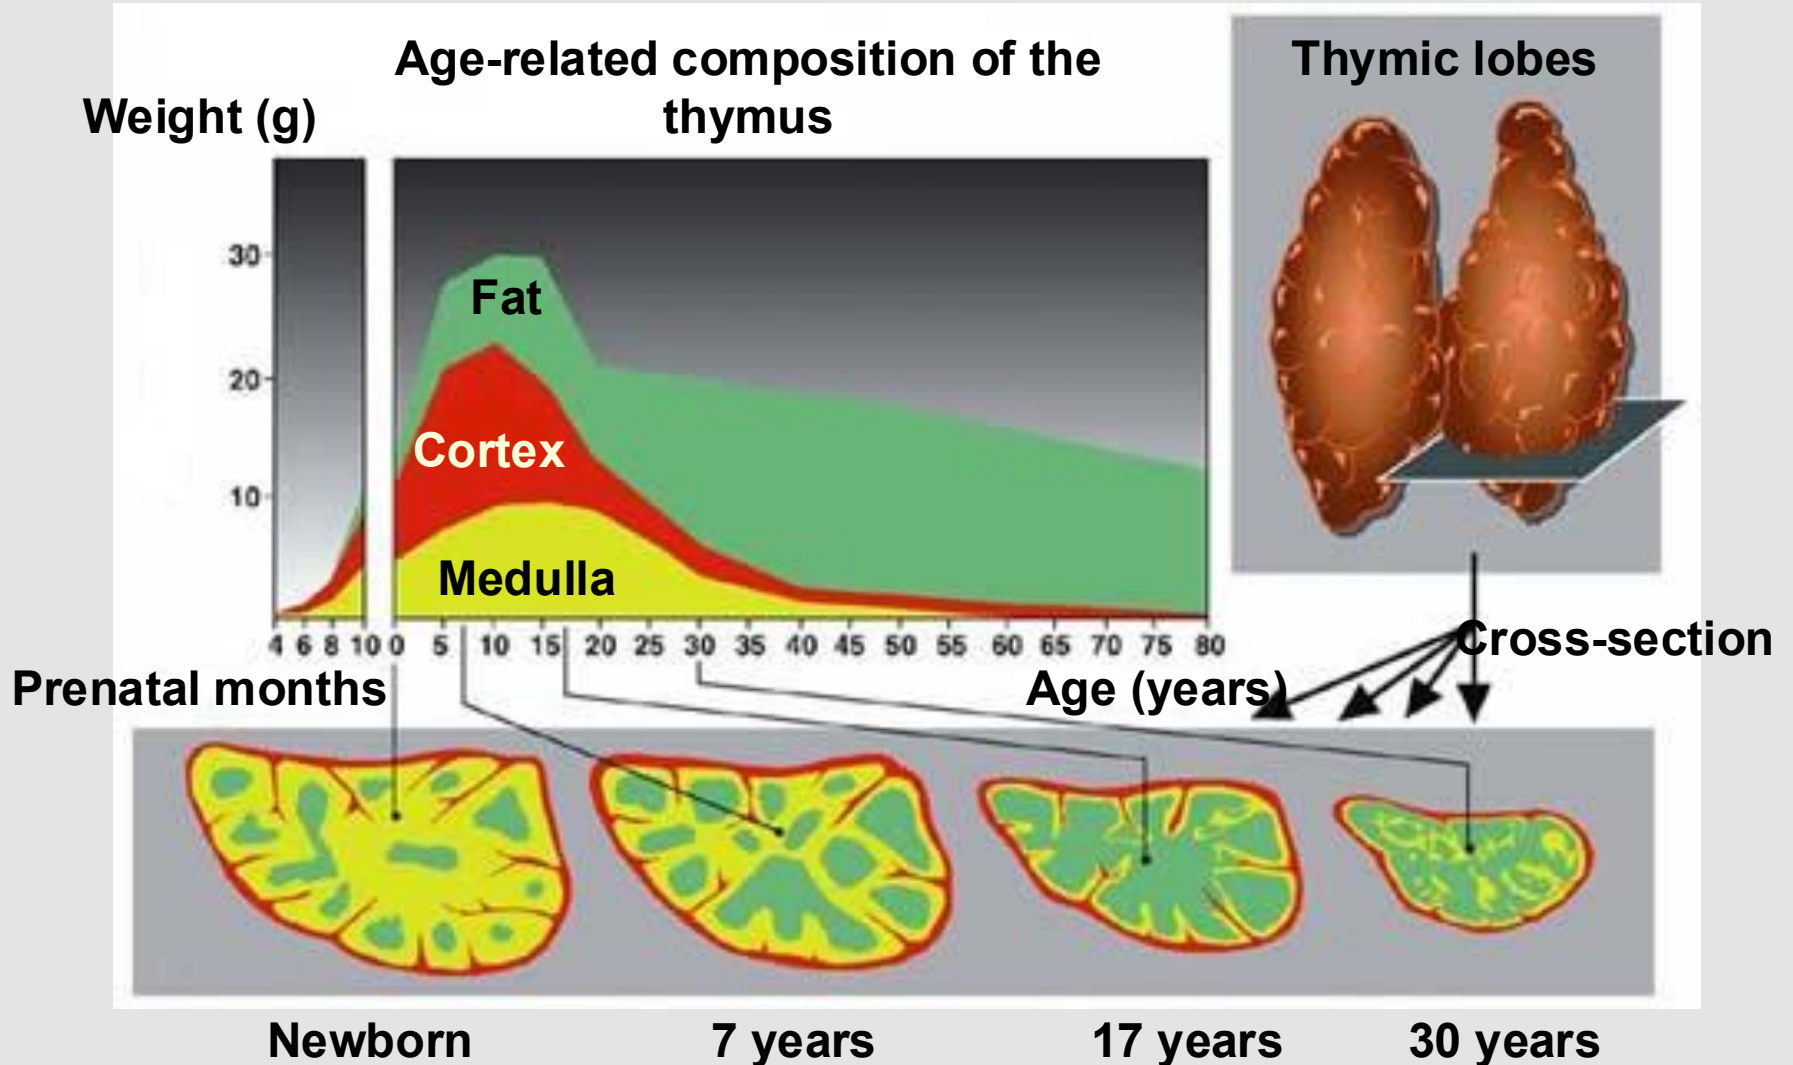 Age-related composition of the
thymus
Thymic lobes
Weight (g)
30
20
10
Fat
Cortex
Medulla
4 6 8 10 0 5 10 15 20 25 30 35 40 45 50 55 60 65 70 75 80
Prenatal months
Age (years)
Cross-section
Newborn
7 years
17 years
30 years